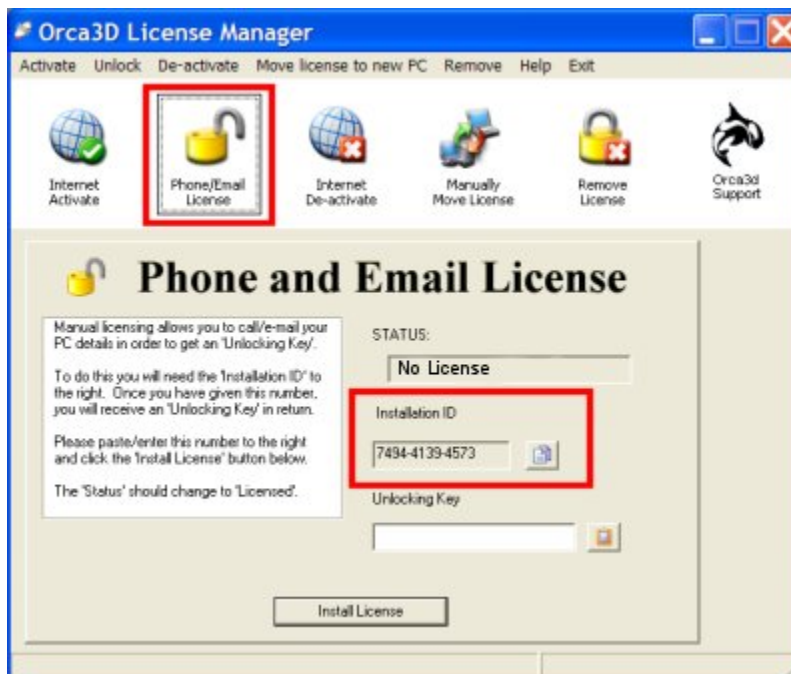 Orca3D License Manager
Activate Unlock De-activate Move license to new PC Remove Help Exit
Internet
Activate
Phone/Email
License
Internet
De-activate
Manually
Move License
Remove
License
Orca3d
Support
Phone and Email License
Manual licensing allows you to call/e-mail your
PC details in order to get an 'Unlocking Key'.
To do this you will need the 'Installation ID' to
the right. Once you have given this number,
you will receive an 'Unlocking Key' in return.
Please paste/enter this number to the right
and click the 'Install License' button below.
The 'Status' should change to 'Licensed'.
STATUS:
No License
Installation ID
7494-4139-4573
Unlocking Key
Install License